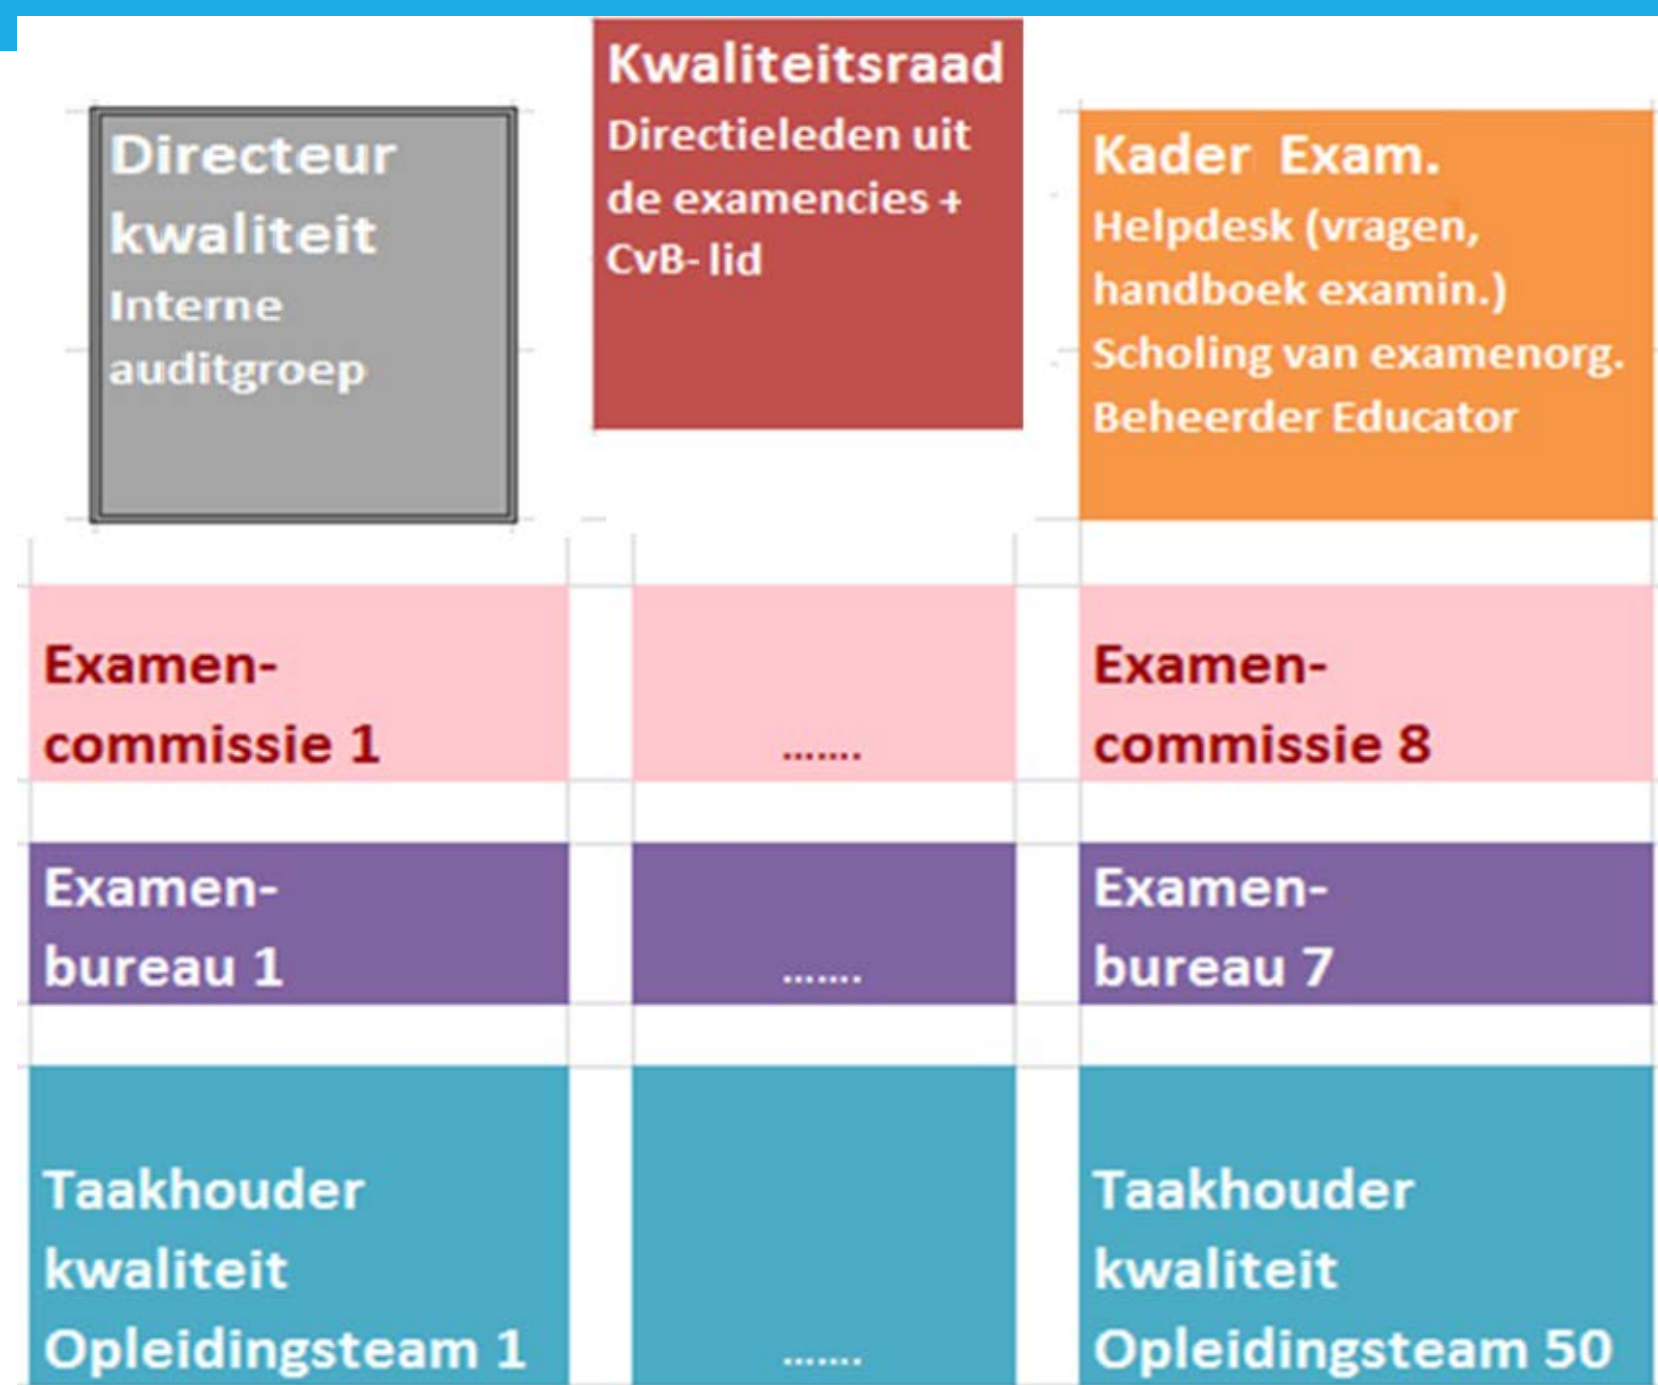 Directeur
kwaliteit
Interne
auditgroep
Kwaliteitsraad
Directieleden uit
de examencies +
CvB- lid
Kader Exam.
Helpdesk (vragen,
handboek examin.)
Scholing van examenorg.
Beheerder Educator
Examen-
commissie 1
.......
Examen-
commissie 8
Examen-
bureau 1
.......
Examen-
bureau 7
Taakhouder
kwaliteit
Opleidingsteam 1
.......
Taakhouder
kwaliteit
Opleidingsteam 50